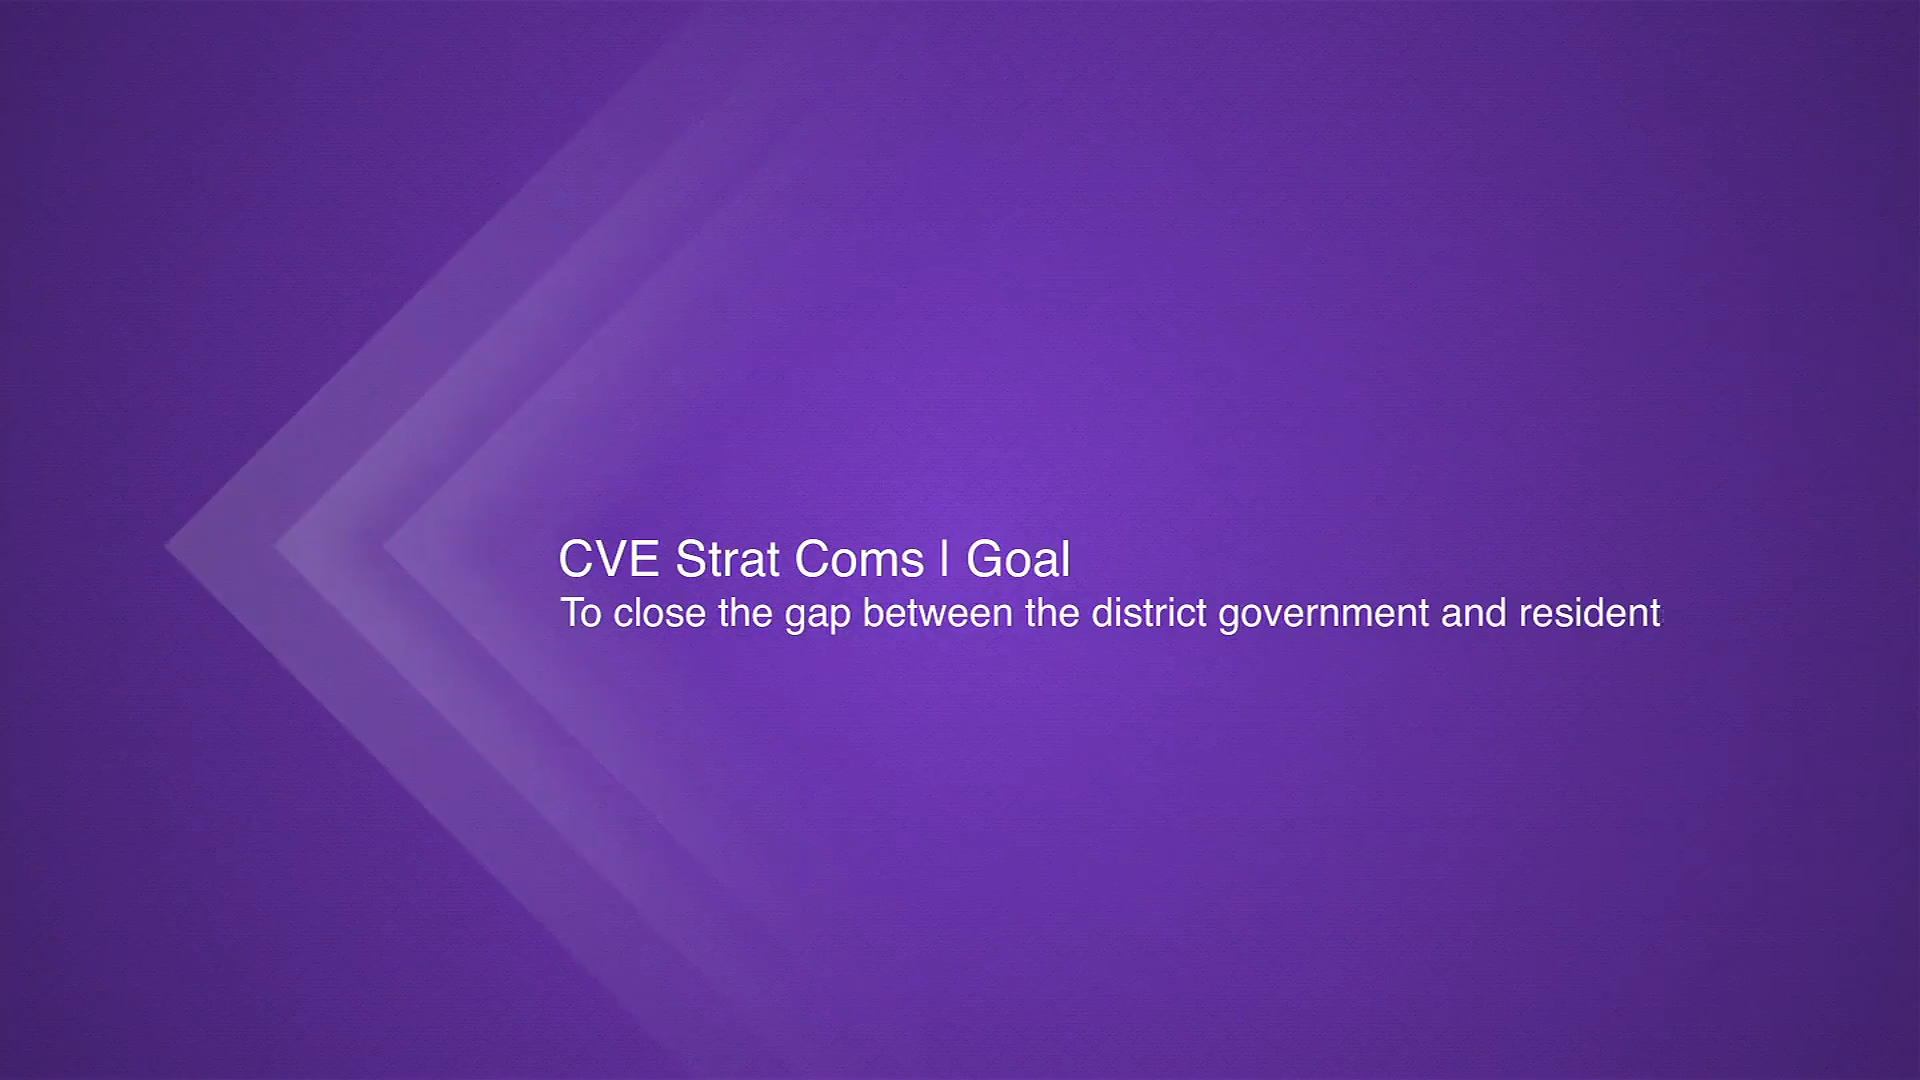 CVE Strat Coms | Goal
To close the gap between the district government and resident